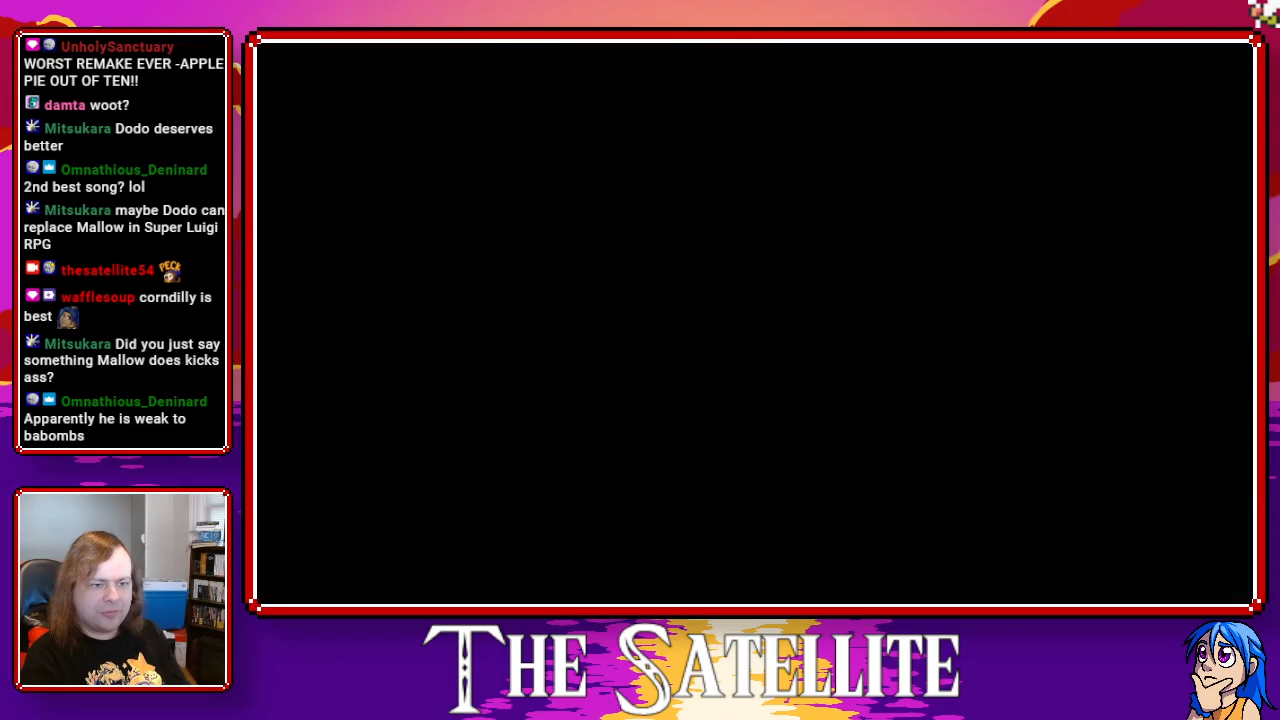 UnholySanctuary
WORST REMAKE EVER -APPLE
PIE OUT OF TEN!!
damta woot?
Mitsukara Dodo deserves
better
Omnathious_Deninard
2nd best song? lol
Mitsukara maybe Dodo can
replace Mallow in Super Luigi
RPG
thesatellite54 PECK
wafflesoup corndilly is
best
Mitsukara Did you just say
something Mallow does kicks
ass?
Omnathious_Deninard
Apparently he is weak to
babombs
THE SATELLITE